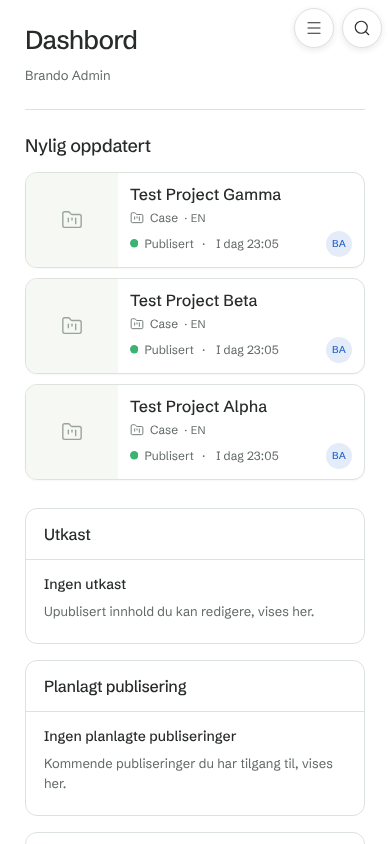 Dashbord
Brando Admin
Nylig oppdatert
Test Project Gamma
Case · EN
Publisert · I dag 23:05
BA
Test Project Beta
Case · EN
Publisert · I dag 23:05
BA
Test Project Alpha
Case · EN
Publisert · I dag 23:05
BA
Utkast
Ingen utkast
Upublisert innhold du kan redigere, vises her.
Planlagt publisering
Ingen planlagte publiseringer
Kommende publiseringer du har tilgang til, vises
her.